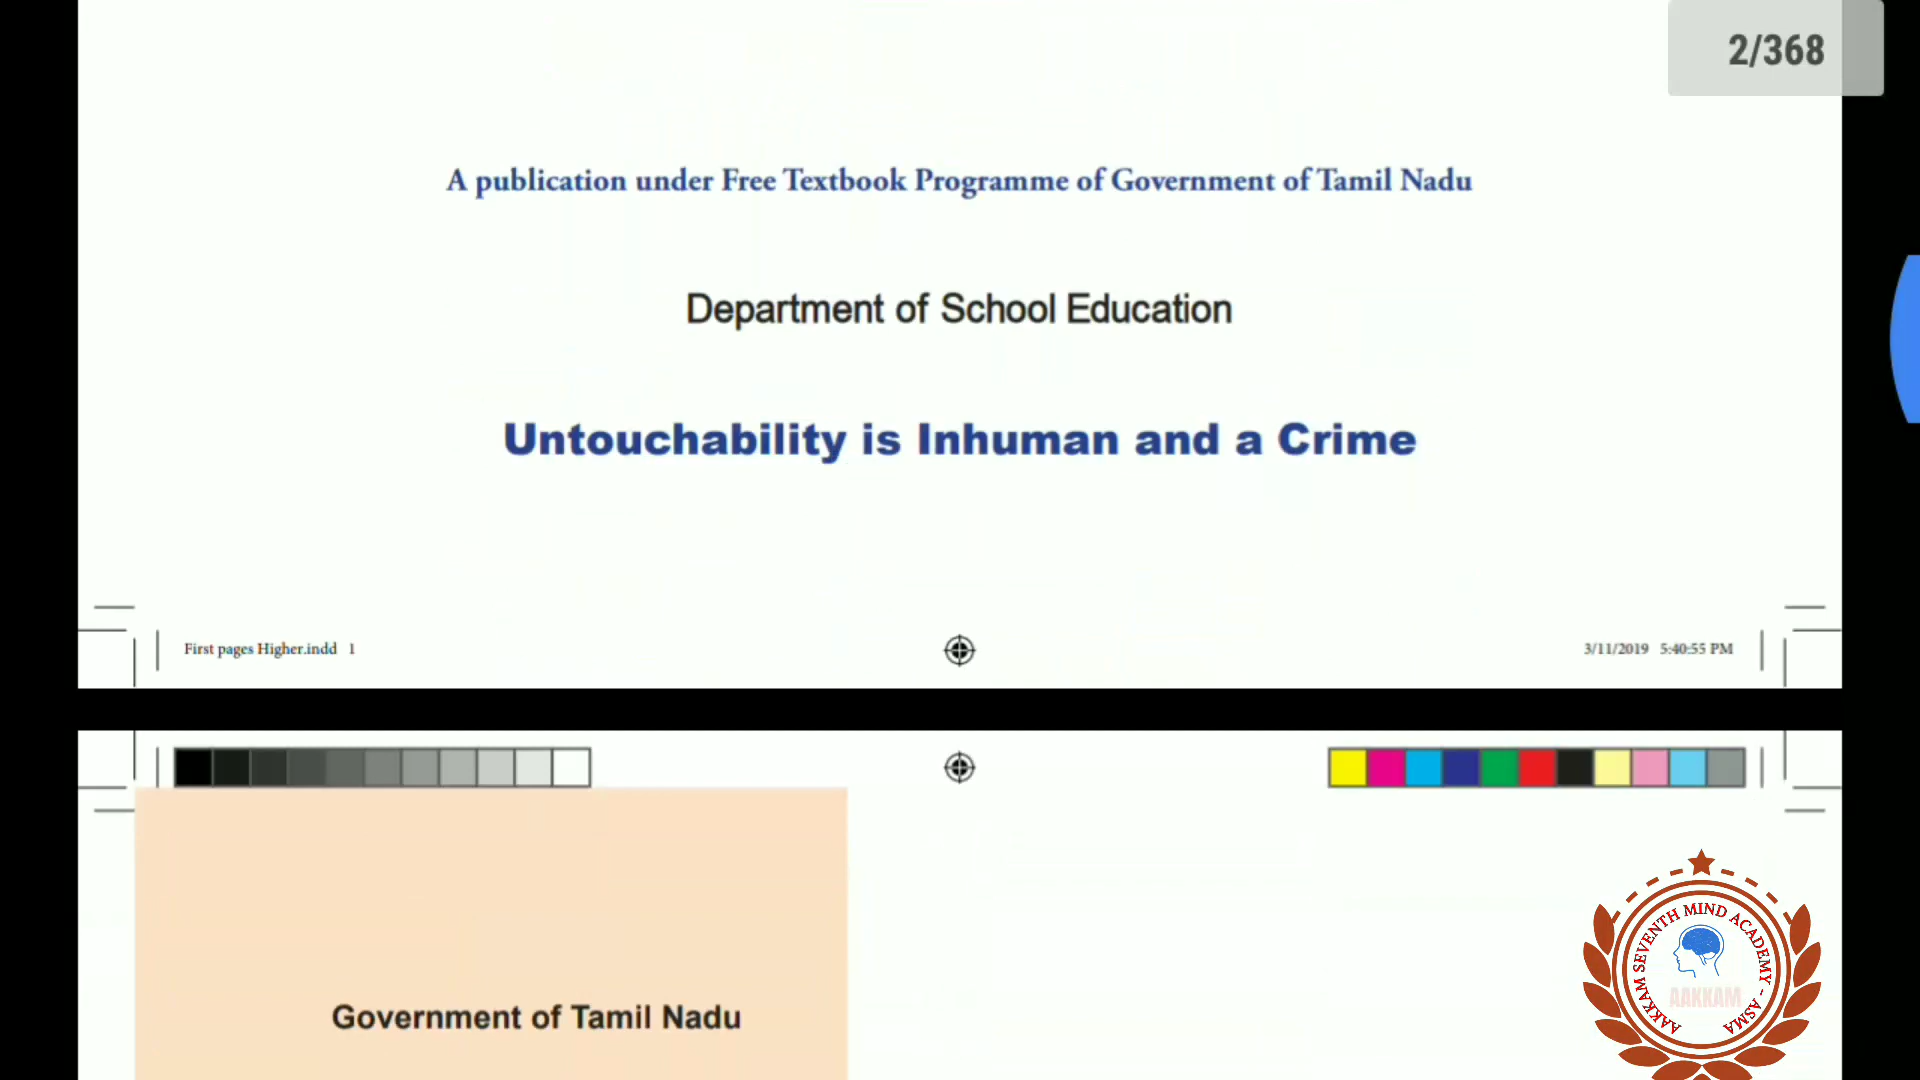 2/368
A publication under Free Textbook Programme of Government of Tamil Nadu
Department of School Education
Untouchability is Inhuman and a Crime
First pages Higher.indd 1
3/11/2019 5:40:55 PM
Government of Tamil Nadu
AAKKAM SEVENTH MIND ACADEMY - ASMA
AAKKAM